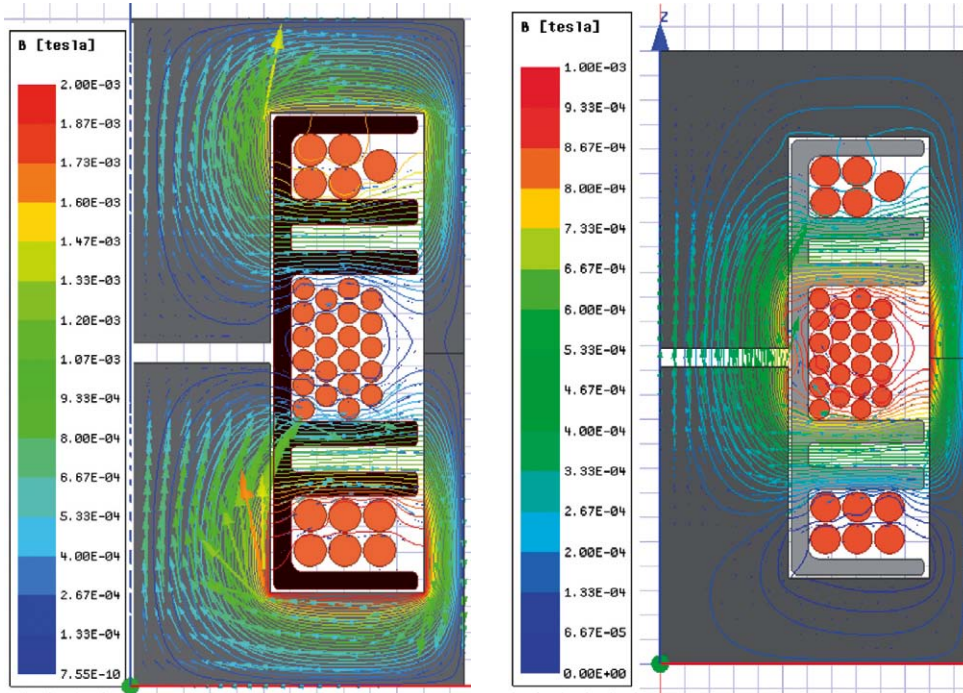 B [tesla]
2.00E-03
1.87E-03
1.73E-03
1.60E-03
1.47E-03
1.33E-03
1.20E-03
1.07E-03
9.33E-04
8.00E-04
6.67E-04
5.33E-04
4.00E-04
2.67E-04
1.33E-04
7.55E-10
B [tesla]
1.00E-03
9.33E-04
8.67E-04
8.00E-04
7.33E-04
6.67E-04
6.00E-04
5.33E-04
4.67E-04
4.00E-04
3.33E-04
2.67E-04
2.00E-04
1.33E-04
6.67E-05
0.00E+00
Z